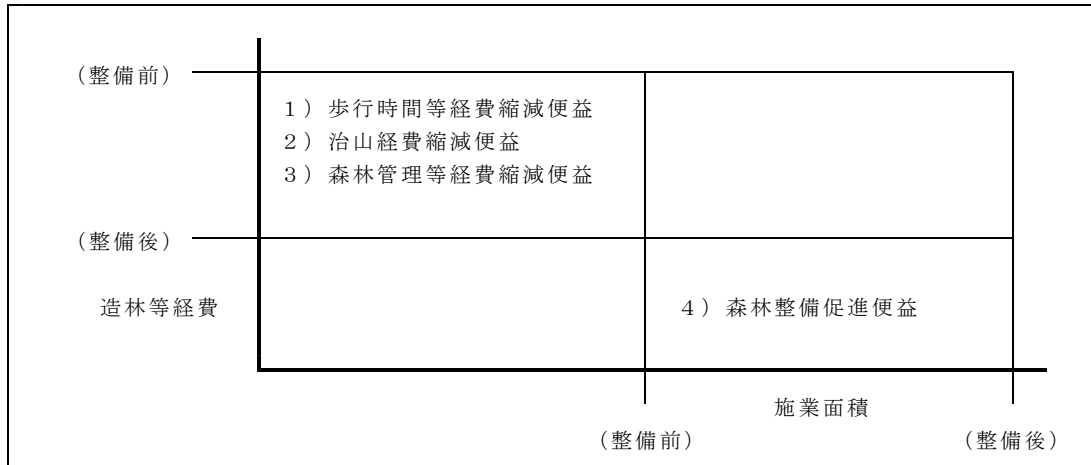 （整備前）
１）歩行時間等経費縮減便益
２）治山経費縮減便益
３）森林管理等経費縮減便益
（整備後）
造林等経費
４）森林整備促進便益
施業面積
（整備前）
（整備後）